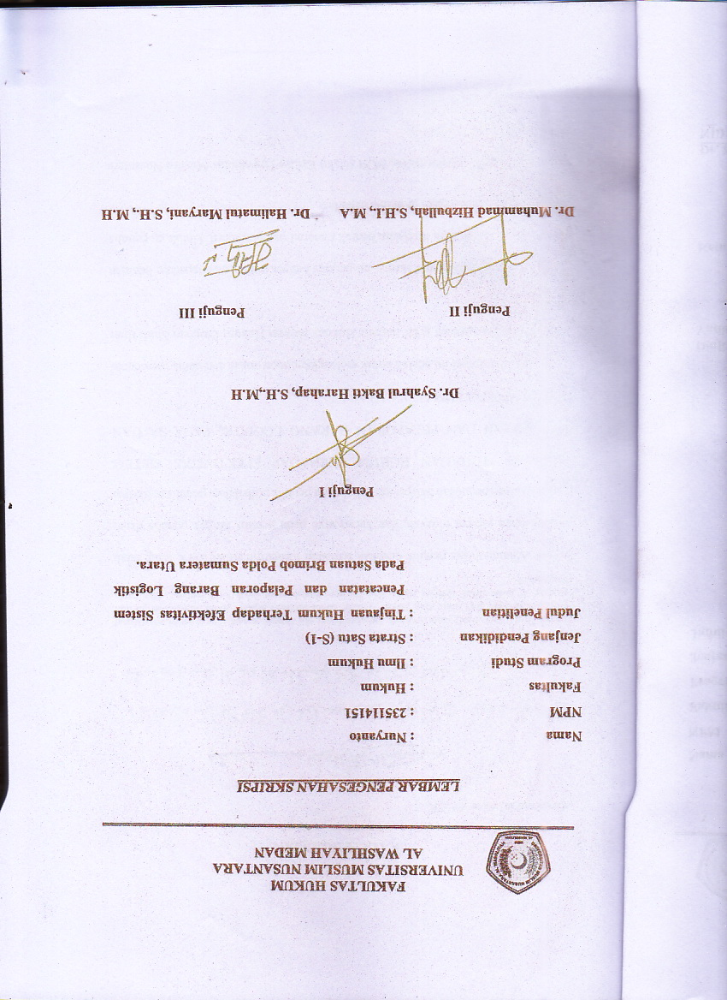 FAKULTAS HUKUM
UNIVERSITAS MUSLIM NUSANTARA
AL WASHLIYAH MEDAN
LEMBAR PENGESAHAN SKRIPSI
Nama : Nuryanto
NPM : 235114151
Fakultas : Hukum
Program Studi : Ilmu Hukum
Jenjang Pendidikan : Strata Satu (S-1)
Judul Penelitian : Tinjauan Hukum Terhadap Efektivitas Sistem
Pencatatan dan Pelaporan Barang Logistik
Pada Satuan Brimob Polda Sumatera Utara.
Penguji I
Dr. Syahrul Bakti Harahap, S.H.,M.H
Penguji II Penguji III
Dr. Muhammad Hizbullah, S.H.I., M.A Dr. Halimatul Maryani, S.H., M.H